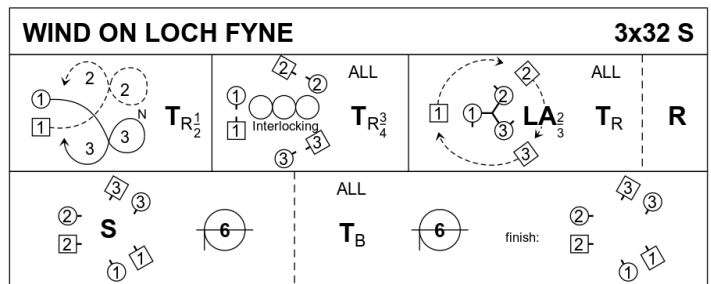 WIND ON LOCH FYNE 3x32 S
1 2 2 1 3 3 N T R 1/2
2 2 1 1 3 3 Interlocking ALL T R 3/4
1 2 1 2 3 3 LA 2/3 ALL T R
R
3 3 2 2 1 1 S 6
ALL T B 6
finish: 3 3 2 2 1 1